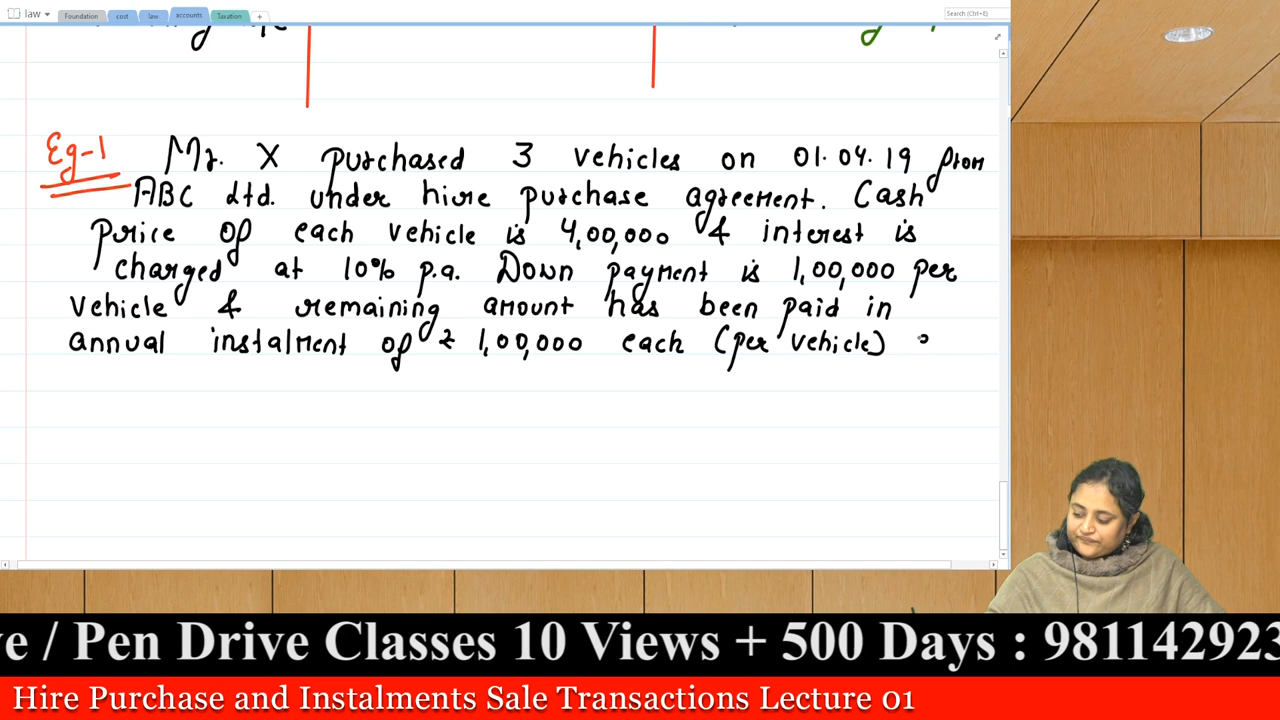 law
Foundation cost law accounts Taxation +
Search (Ctrl+E)
Eg-1 Mr. X purchased 3 vehicles on 01.04.19 from
ABC Ltd. under hire purchase agreement. Cash
price of each vehicle is 4,00,000 & interest is
charged at 10% p.a. Down payment is 1,00,000 per
vehicle & remaining amount has been paid in
annual instalment of ₹ 1,00,000 each (per vehicle)
/ Pen Drive Classes 10 Views + 500 Days : 981142923
Hire Purchase and Instalments Sale Transactions Lecture 01